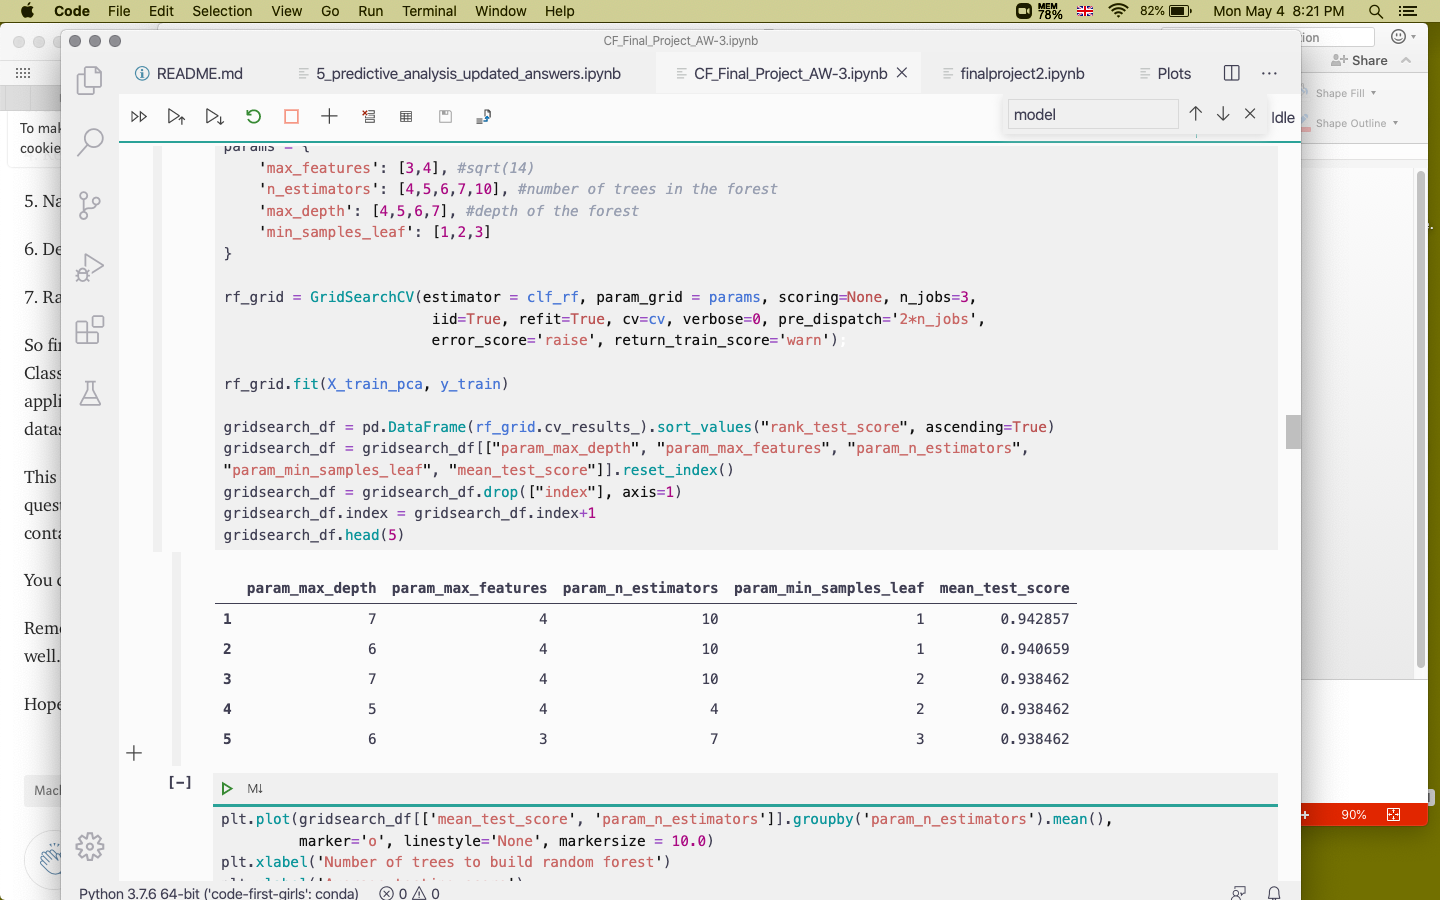 Code File Edit Selection View Go Run Terminal Window Help MEM 78% 82% Mon May 4 8:21 PM
CF_Final_Project_AW-3.ipynb
README.md 5_predictive_analysis_updated_answers.ipynb CF_Final_Project_AW-3.ipynb finalproject2.ipynb Plots
model Idle
Share
Shape Fill
Shape Outline
To mak
cookie
5. Na
6. De
7. Ra
So fir
Class
appli
datas
This
quest
conta
You c
Reme
well.
Hope
Mach
params = {
'max_features': [3,4], #sqrt(14)
'n_estimators': [4,5,6,7,10], #number of trees in the forest
'max_depth': [4,5,6,7], #depth of the forest
'min_samples_leaf': [1,2,3]
}
rf_grid = GridSearchCV(estimator = clf_rf, param_grid = params, scoring=None, n_jobs=3,
iid=True, refit=True, cv=cv, verbose=0, pre_dispatch='2*n_jobs',
error_score='raise', return_train_score='warn');
rf_grid.fit(X_train_pca, y_train)
gridsearch_df = pd.DataFrame(rf_grid.cv_results_).sort_values("rank_test_score", ascending=True)
gridsearch_df = gridsearch_df[["param_max_depth", "param_max_features", "param_n_estimators",
"param_min_samples_leaf", "mean_test_score"]].reset_index()
gridsearch_df = gridsearch_df.drop(["index"], axis=1)
gridsearch_df.index = gridsearch_df.index+1
gridsearch_df.head(5)
param_max_depth param_max_features param_n_estimators param_min_samples_leaf mean_test_score
1 7 4 10 1 0.942857
2 6 4 10 1 0.940659
3 7 4 10 2 0.938462
4 5 4 4 2 0.938462
5 6 3 7 3 0.938462
[-] M↓
plt.plot(gridsearch_df[['mean_test_score', 'param_n_estimators']].groupby('param_n_estimators').mean(),
marker='o', linestyle='None', markersize = 10.0)
plt.xlabel('Number of trees to build random forest')
90%
Python 3.7.6 64-bit ('code-first-girls': conda) 0 0